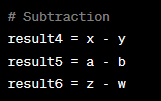 # Subtraction
result4 = x - y
result5 = a - b
result6 = z - w